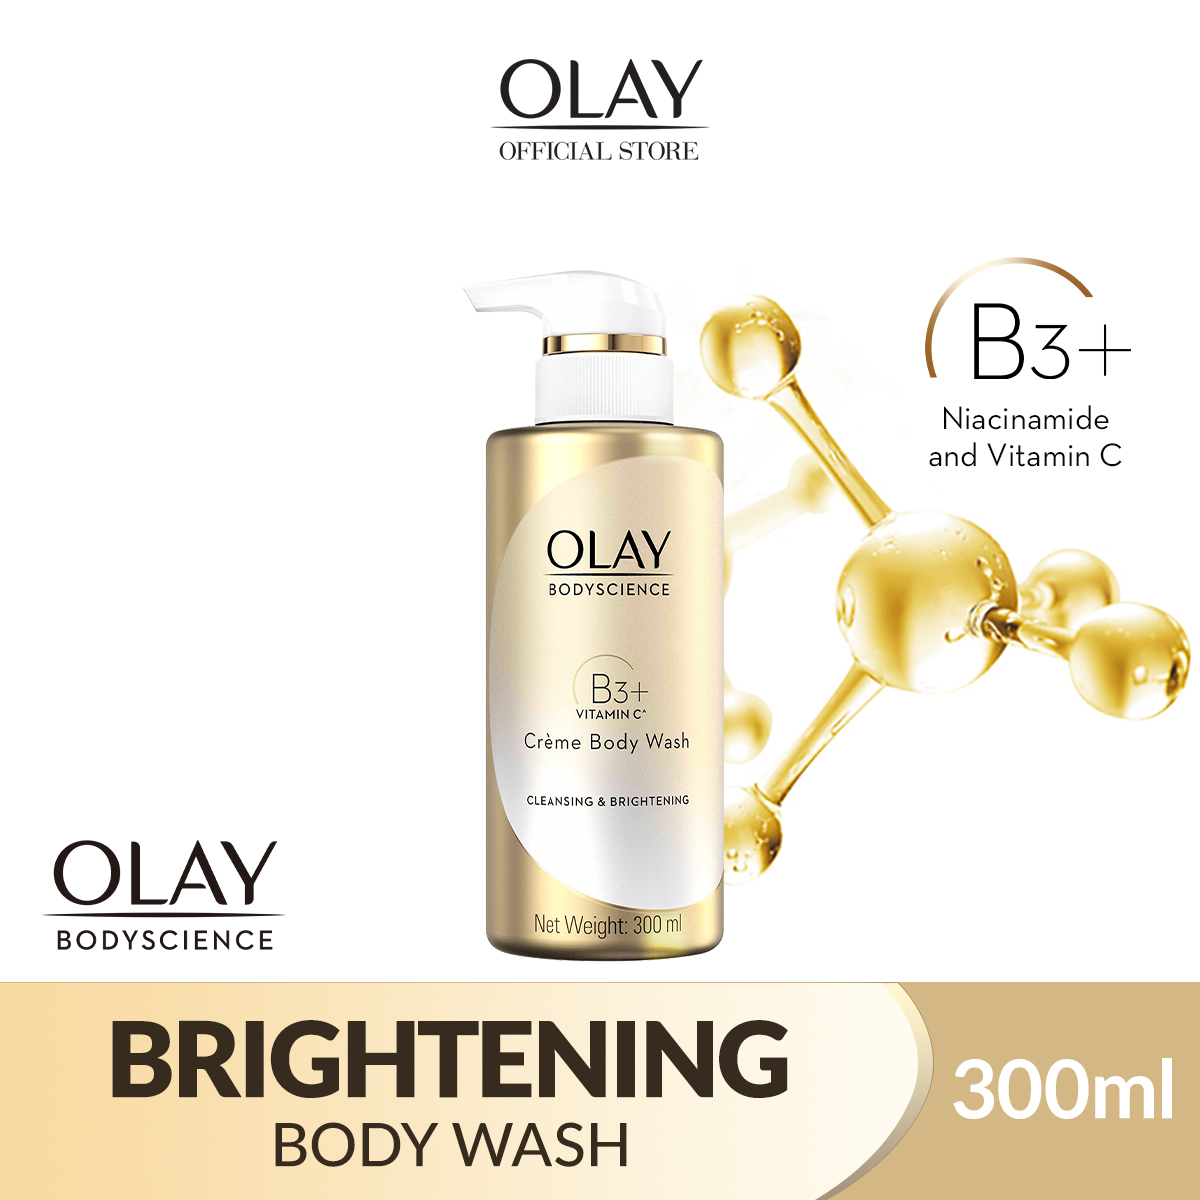 OLAY
OFFICIAL STORE
B3+
Niacinamide
and Vitamin C
OLAY
BODYSCIENCE
B3+
VITAMIN C^
Crème Body Wash
CLEANSING & BRIGHTENING
Net Weight: 300 ml
OLAY
BODYSCIENCE
BRIGHTENING
BODY WASH
300ml